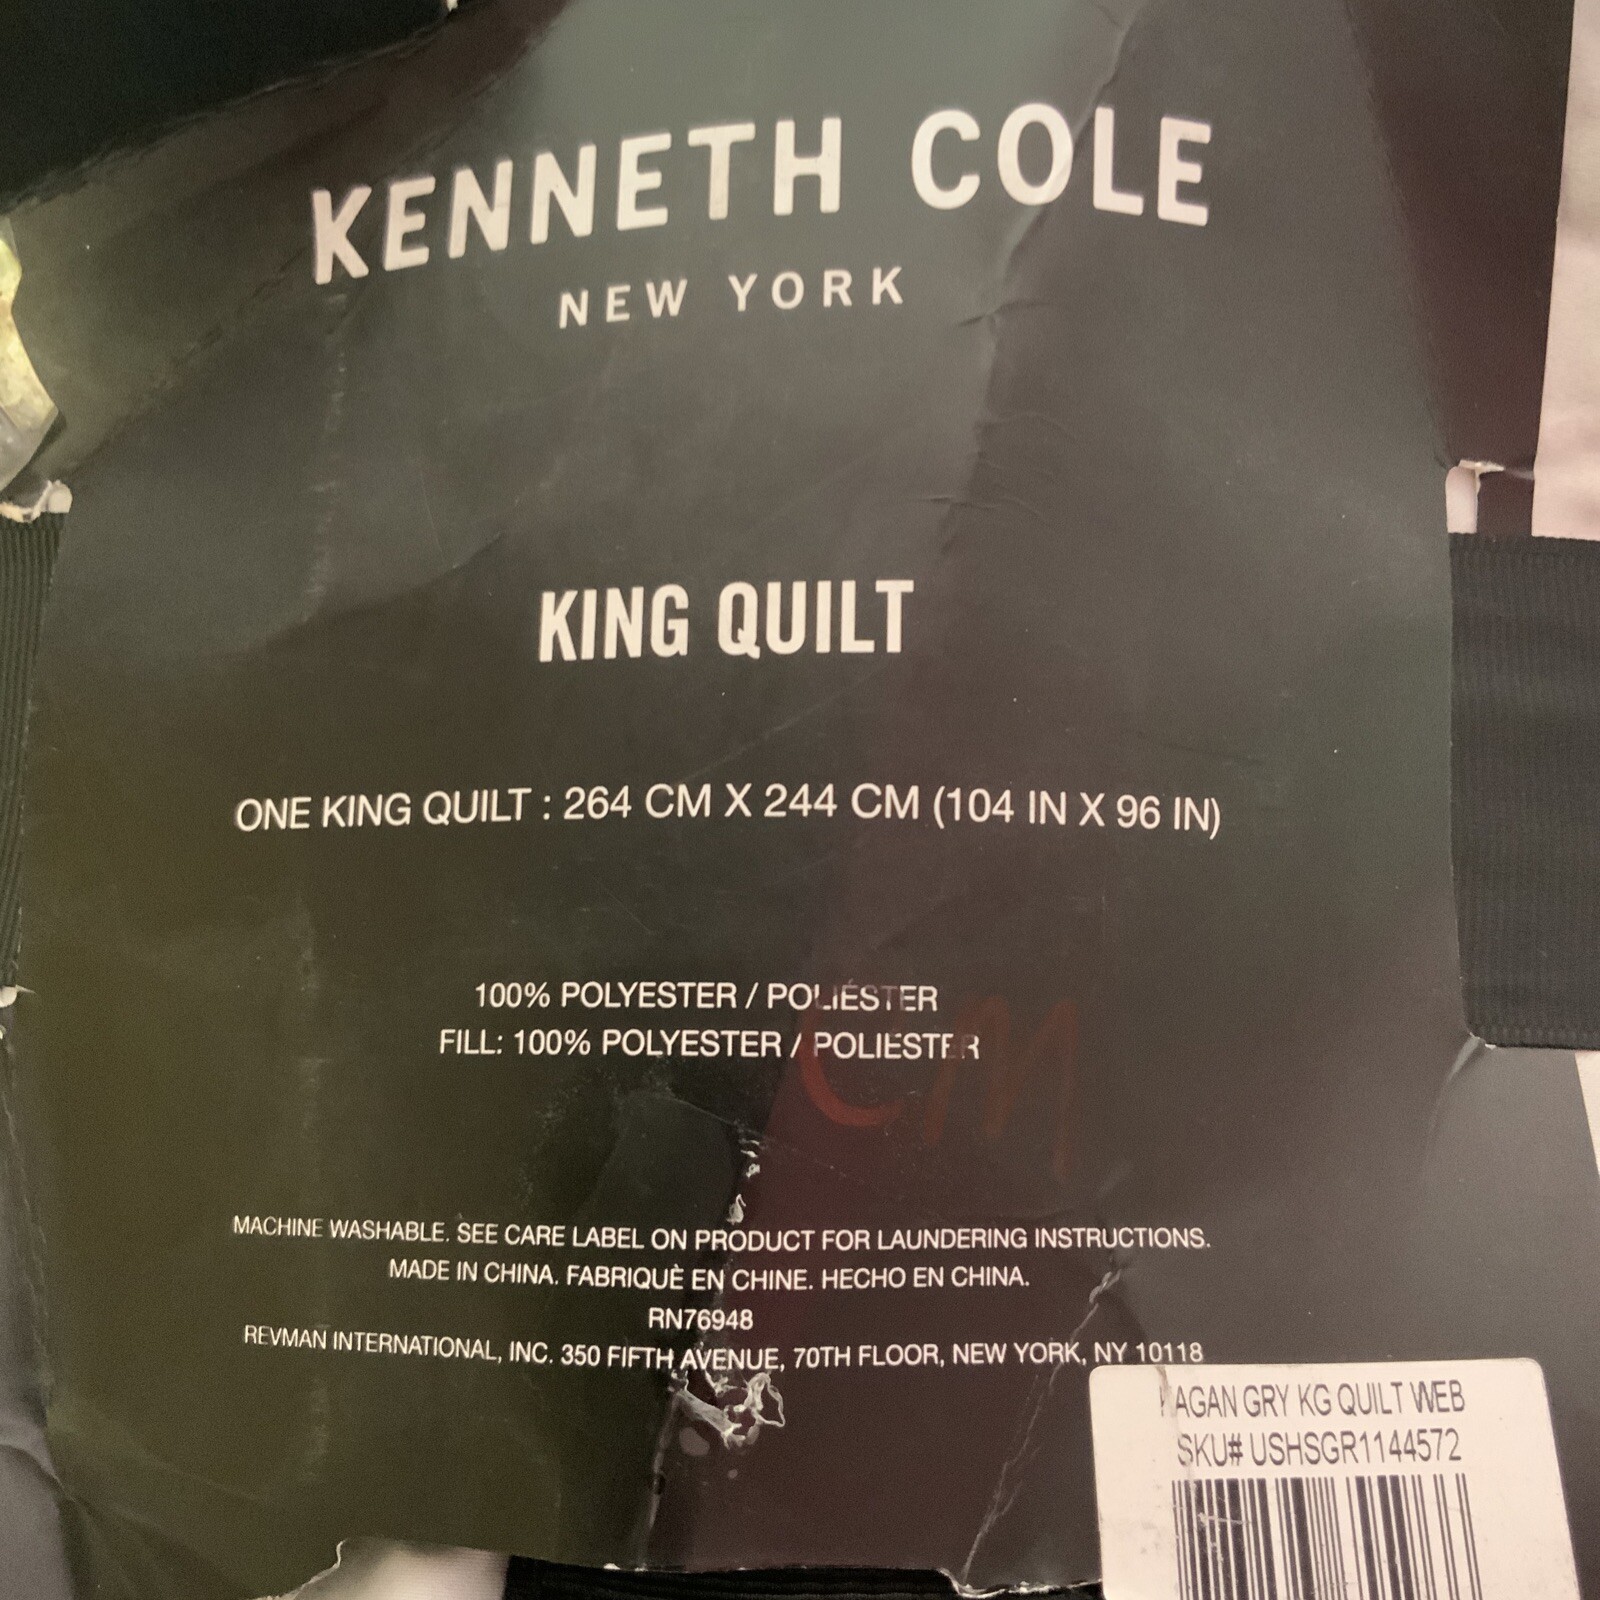 KENNETH COLE
NEW YORK
KING QUILT
ONE KING QUILT : 264 CM X 244 CM (104 IN X 96 IN)
100% POLYESTER / POLIÉSTER
FILL: 100% POLYESTER / POLIESTER
CM
MACHINE WASHABLE. SEE CARE LABEL ON PRODUCT FOR LAUNDERING INSTRUCTIONS.
MADE IN CHINA. FABRIQUÈ EN CHINE. HECHO EN CHINA.
RN76948
REVMAN INTERNATIONAL, INC. 350 FIFTH AVENUE, 70TH FLOOR, NEW YORK, NY 10118
GRY KG QUILT WEB
SKU# USHSGR1144572